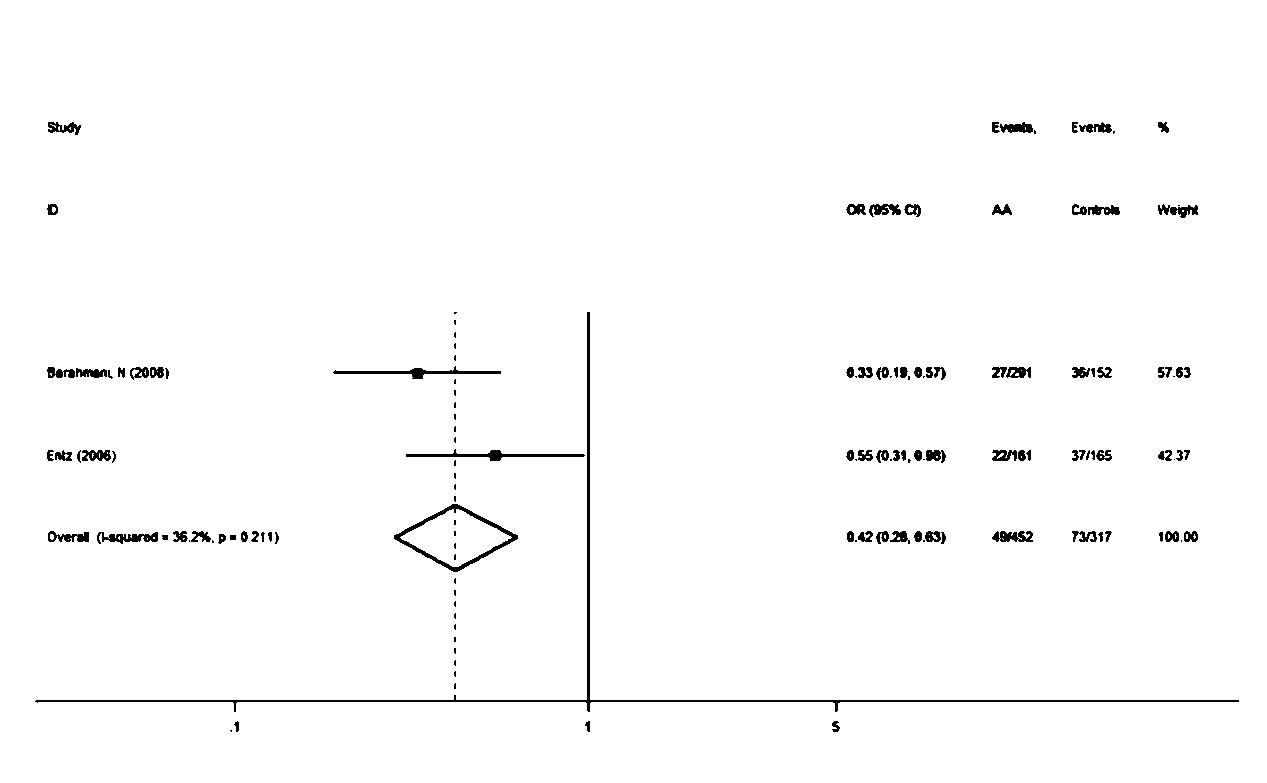 Study Events, Events, %
ID OR (95% CI) AA Controls Weight
Barahmani, N (2006) 0.33 (0.19, 0.57) 27/291 36/152 57.63
Entz (2006) 0.55 (0.31, 0.98) 22/161 37/165 42.37
Overall (I-squared = 36.2%, p = 0.211) 0.42 (0.28, 0.63) 49/452 73/317 100.00
.1 1 5